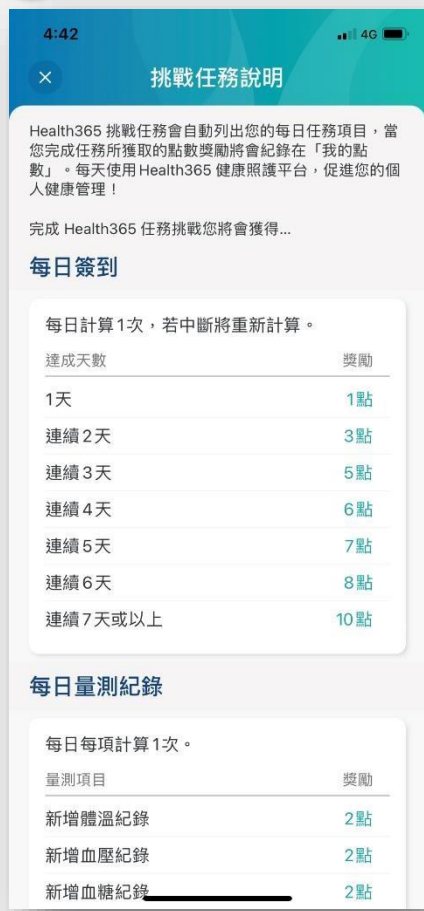 4:42
4G
挑戰任務說明
Health365 挑戰任務會自動列出您的每日任務項目，當
您完成任務所獲取的點數獎勵將會紀錄在「我的點
數」。每天使用Health365 健康照護平台，促進您的個
人健康管理！
完成 Health365 任務挑戰您將會獲得...
每日簽到
每日計算1次，若中斷將重新計算。
達成天數 獎勵
1天 1點
連續2天 3點
連續3天 5點
連續4天 6點
連續5天 7點
連續6天 8點
連續7天或以上 10點
每日量測紀錄
每日每項計算1次。
量測項目 獎勵
新增體溫紀錄 2點
新增血壓紀錄 2點
新增血糖紀錄 2點